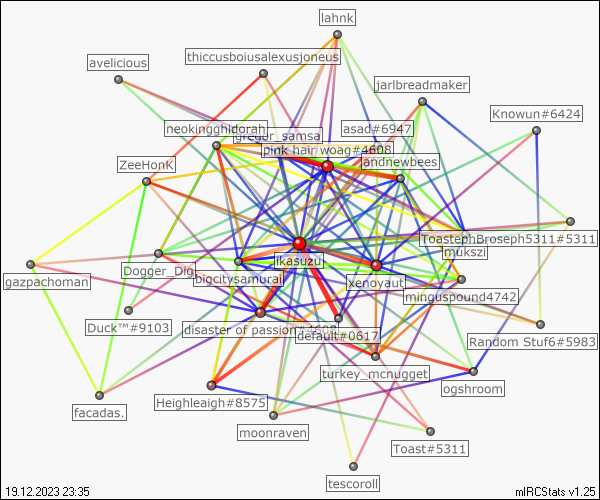 lahnk
thiccusboiusalexusjoneus
avelicious
jarlbreadmaker
Knowun#6424
neokingghidorah
asad#6947
gregor_samsa
pink hair woag#4608
andrewbees
ZeeHonK
ToastephBroseph5311#5311
mukszi
ikasuzu
Dogger_Dig
bigcitysamurai
xenoyaut
gazpachoman
minguspound4742
Duck™#9103
disaster of passion#4608
default#0617
Random Stuf6#5983
turkey_mcnugget
ogshroom
Heighleaigh#8575
facadas.
moonraven
Toast#5311
tescoroll
19.12.2023 23:35
mIRCStats v1.25